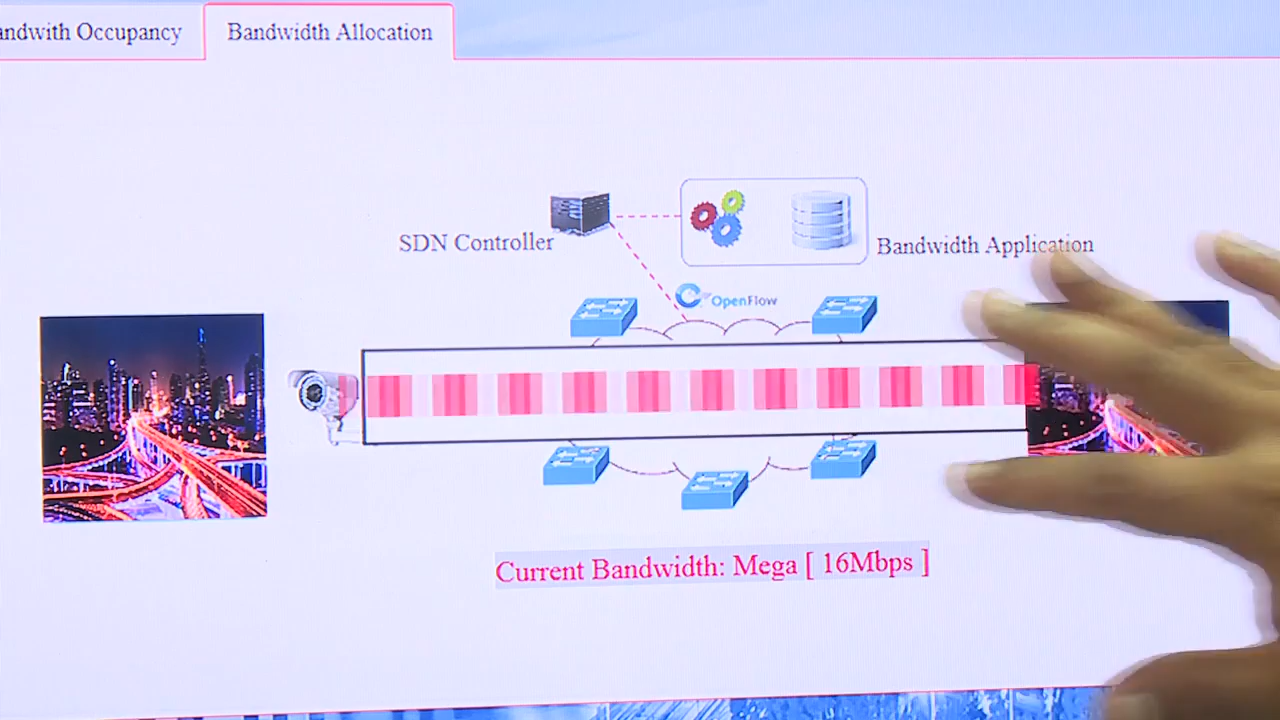 andwith Occupancy
Bandwidth Allocation
SDN Controller
Bandwidth Application
OpenFlow
Current Bandwidth: Mega [ 16Mbps ]